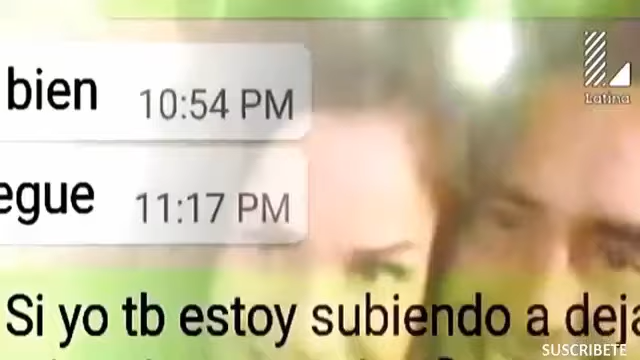 bien 10:54 PM
Latina
egue 11:17 PM
Si yo tb estoy subiendo a deja
SUSCRIBETE